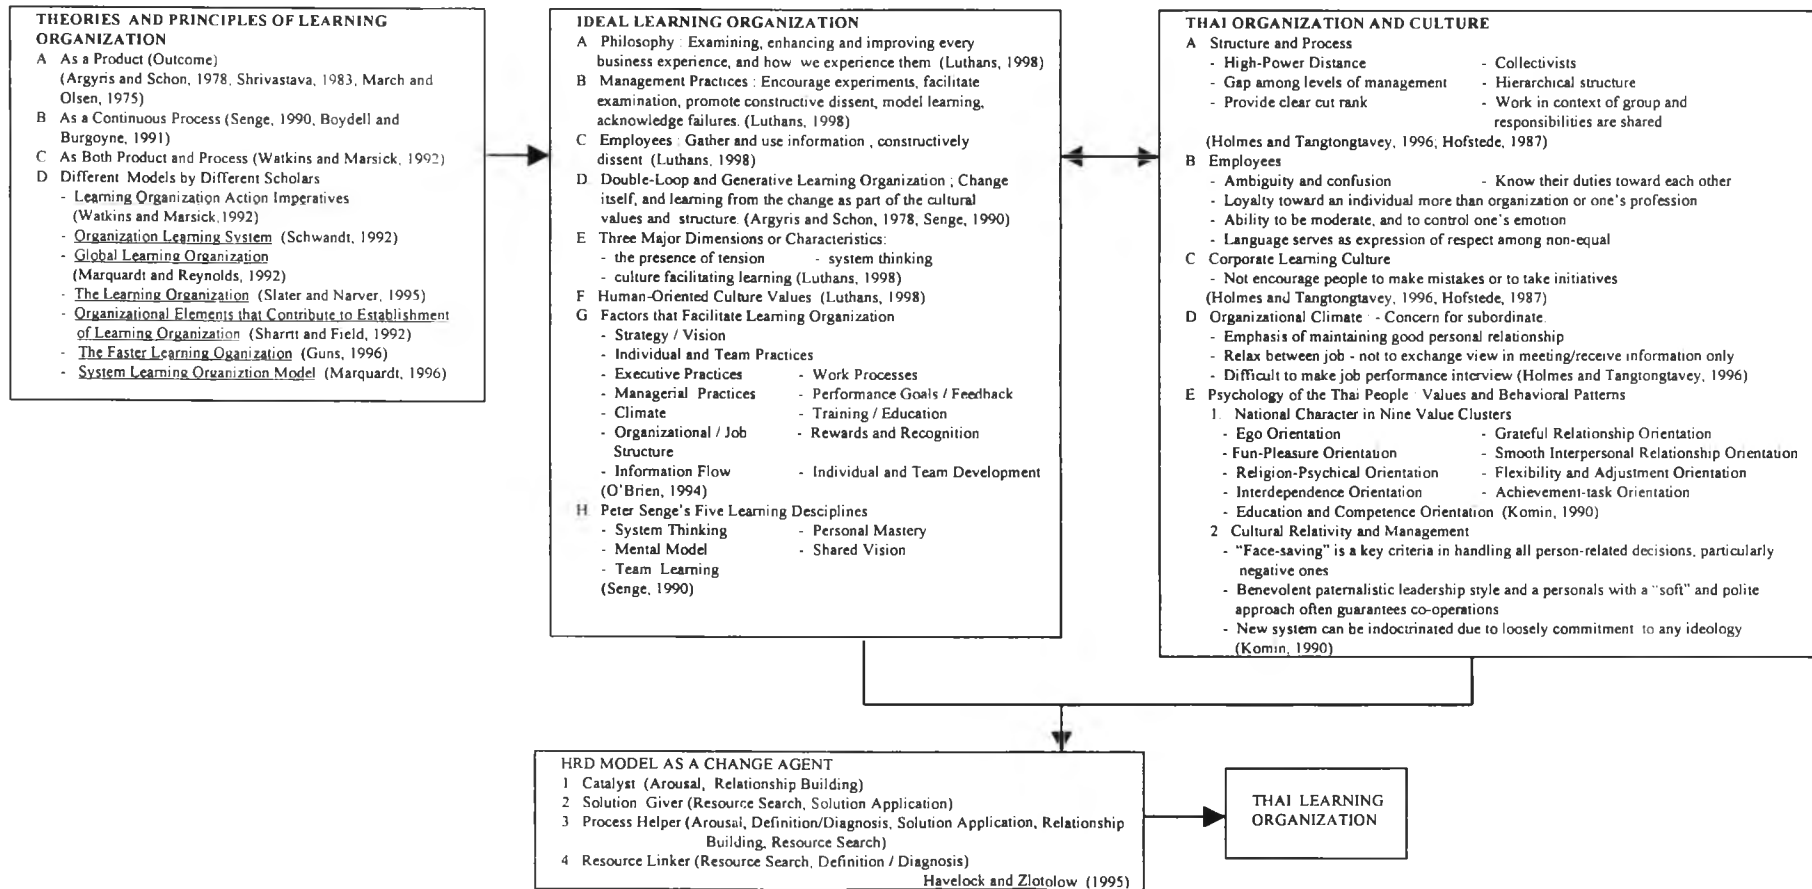 THEORIES AND PRINCIPLES OF LEARNING
ORGANIZATION
A As a Product (Outcome)
(Argyris and Schon, 1978, Shrivastava, 1983, March and
Olsen, 1975)
B As a Continuous Process (Senge, 1990, Boydell and
Burgoyne, 1991)
C As Both Product and Process (Watkins and Marsick, 1992)
D Different Models by Different Scholars
- Learning Organization Action Imperatives
(Watkins and Marsick, 1992)
- Organization Learning System (Schwandt, 1992)
- Global Learning Organization
(Marquardt and Reynolds, 1992)
- The Learning Organization (Slater and Narver, 1995)
- Organizational Elements that Contribute to Establishment
of Learning Organization (Sharrtt and Field, 1992)
- The Faster Learning Oganization (Guns, 1996)
- System Learning Organiztion Model (Marquardt, 1996)
IDEAL LEARNING ORGANIZATION
A Philosophy : Examining, enhancing and improving every
business experience, and how we experience them (Luthans, 1998)
B Management Practices : Encourage experiments, facilitate
examination, promote constructive dissent, model learning,
acknowledge failures. (Luthans, 1998)
C Employees : Gather and use information , constructively
dissent (Luthans, 1998)
D. Double-Loop and Generative Learning Organization ; Change
itself, and learning from the change as part of the cultural
values and structure. (Argyris and Schon, 1978, Senge, 1990)
E Three Major Dimensions or Characteristics:
- the presence of tension - system thinking
- culture facilitating learning (Luthans, 1998)
F Human-Oriented Culture Values (Luthans, 1998)
G Factors that Facilitate Learning Organization
- Strategy / Vision
- Individual and Team Practices
- Executive Practices - Work Processes
- Managerial Practices - Performance Goals / Feedback
- Climate - Training / Education
- Organizational / Job - Rewards and Recognition
Structure
- Information Flow - Individual and Team Development
(O'Brien, 1994)
H Peter Senge's Five Learning Desciplines
- System Thinking - Personal Mastery
- Mental Model - Shared Vision
- Team Learning
(Senge, 1990)
THAI ORGANIZATION AND CULTURE
A Structure and Process
- High-Power Distance - Collectivists
- Gap among levels of management - Hierarchical structure
- Provide clear cut rank - Work in context of group and
responsibilities are shared
(Holmes and Tangtongtavey, 1996; Hofstede, 1987)
B Employees
- Ambiguity and confusion - Know their duties toward each other
- Loyalty toward an individual more than organization or one's profession
- Ability to be moderate, and to control one's emotion
- Language serves as expression of respect among non-equal
C Corporate Learning Culture
- Not encourage people to make mistakes or to take initiatives
(Holmes and Tangtongtavey, 1996, Hofstede, 1987)
D Organizational Climate - Concern for subordinate
- Emphasis of maintaining good personal relationship
- Relax between job - not to exchange view in meeting/receive information only
- Difficult to make job performance interview (Holmes and Tangtongtavey, 1996)
E Psychology of the Thai People : Values and Behavioral Patterns
1. National Character in Nine Value Clusters
- Ego Orientation - Grateful Relationship Orientation
- Fun-Pleasure Orientation - Smooth Interpersonal Relationship Orientation
- Religion-Psychical Orientation - Flexibility and Adjustment Orientation
- Interdependence Orientation - Achievement-task Orientation
- Education and Competence Orientation (Komin, 1990)
2 Cultural Relativity and Management
- "Face-saving" is a key criteria in handling all person-related decisions, particularly
negative ones
- Benevolent paternalistic leadership style and a personals with a "soft" and polite
approach often guarantees co-operations
- New system can be indoctrinated due to loosely commitment to any ideology
(Komin, 1990)
HRD MODEL AS A CHANGE AGENT
1 Catalyst (Arousal, Relationship Building)
2 Solution Giver (Resource Search, Solution Application)
3 Process Helper (Arousal, Definition/Diagnosis, Solution Application, Relationship
Building, Resource Search)
4 Resource Linker (Resource Search, Definition / Diagnosis)
Havelock and Zlotolow (1995)
THAI LEARNING
ORGANIZATION